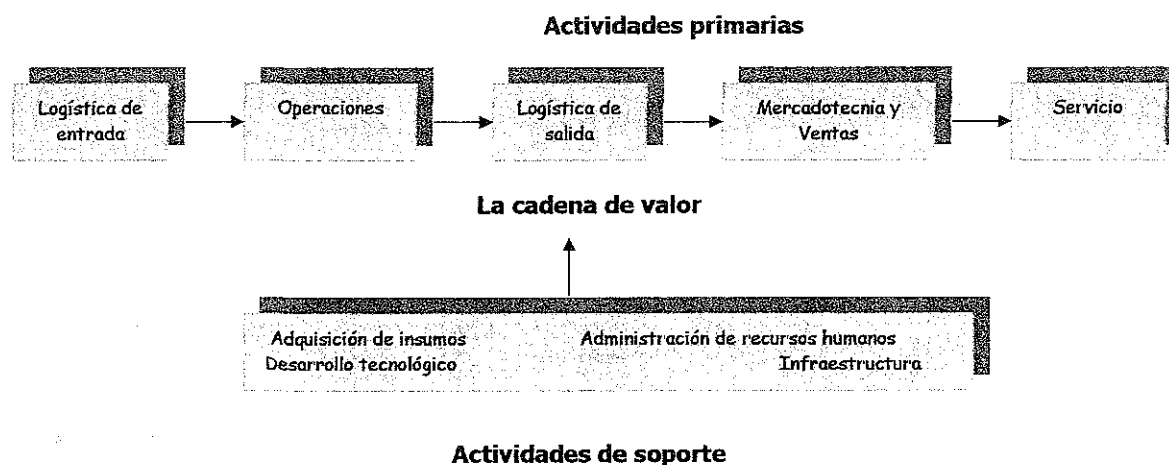 Actividades primarias
Logística de
entrada
Operaciones
Logística de
salida
Mercadotecnia y
Ventas
Servicio
La cadena de valor
Adquisición de insumos
Administración de recursos humanos
Desarrollo tecnológico
Infraestructura
Actividades de soporte